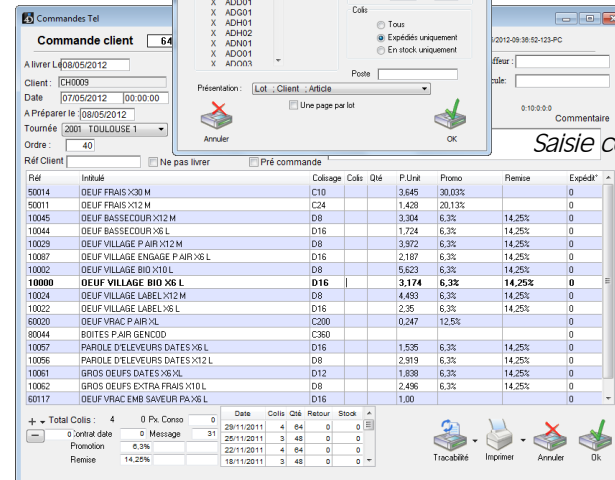 Commandes Tel
Commande client 64
A livrer Le 08/05/2012
Client : CH0009
Date 07/05/2012 00:00:00
A Préparer le : 08/05/2012
Tournée 2001 TOULOUSE 1
Ordre : 40
Réf Client Ne pas livrer Pré commande
X ADG01
X ADH01
X ADH02
X ADN01
X ADO01
X ADO03
Colis
Tous
Expédiés uniquement
En stock uniquement
Poste
Présentation : Lot ; Client ; Article
Une page par lot
Annuler OK
/2012-09:36:52-123-PC
ffeur :
cule:
0:10:0:0:0
Commentaire
Saisie c
Réf Intitulé Colisage Colis Qté P.Unit Promo Remise Expédit°
50014 OEUF FRAIS X30 M C10 3,645 30,03% 0
50011 OEUF FRAIS X12 M C24 1,428 20,13% 0
10045 OEUF BASSECOUR X12 M D8 3,304 6,3% 14,25% 0
10044 OEUF BASSECOUR X6 L D16 1,724 6,3% 14,25% 0
10029 OEUF VILLAGE P AIR X12 M D8 3,972 6,3% 14,25% 0
10087 OEUF VILLAGE ENGAGE P AIR X6 L D16 2,187 6,3% 14,25% 0
10002 OEUF VILLAGE BIO X10 L D8 5,623 6,3% 14,25% 0
10000 OEUF VILLAGE BIO X6 L D16 3,174 6,3% 14,25% 0
10024 OEUF VILLAGE LABEL X12 M D8 4,493 6,3% 14,25% 0
10022 OEUF VILLAGE LABEL X6 L D16 2,35 6,3% 14,25% 0
60020 OEUF VRAC P AIR XL C200 0,247 12,5% 0
80044 BOITES P.AIR GENCOD C360 0
10057 PAROLE D'ELEVEURS DATES X6 L D16 1,535 6,3% 14,25% 0
10056 PAROLE D'ELEVEURS DATES X12 L D8 2,919 6,3% 14,25% 0
10061 GROS OEUFS DATES X6 XL D12 1,838 6,3% 14,25% 0
10062 GROS OEUFS EXTRA FRAIS X10 L D8 2,496 6,3% 14,25% 0
60117 OEUF VRAC EMB SAVEUR PA X6 L D16 1,00 0
Total Colis : 4 0 Px. Conso 0
0 Contrat date 0 Message 31
Promotion 6,3%
Remise 14,25%
Date Colis Qté Retour Stock
29/11/2011 4 64 0 0
25/11/2011 3 48 0 0
22/11/2011 4 64 0 0
18/11/2011 3 48 0 0
Tracabilité Imprimer Annuler Ok